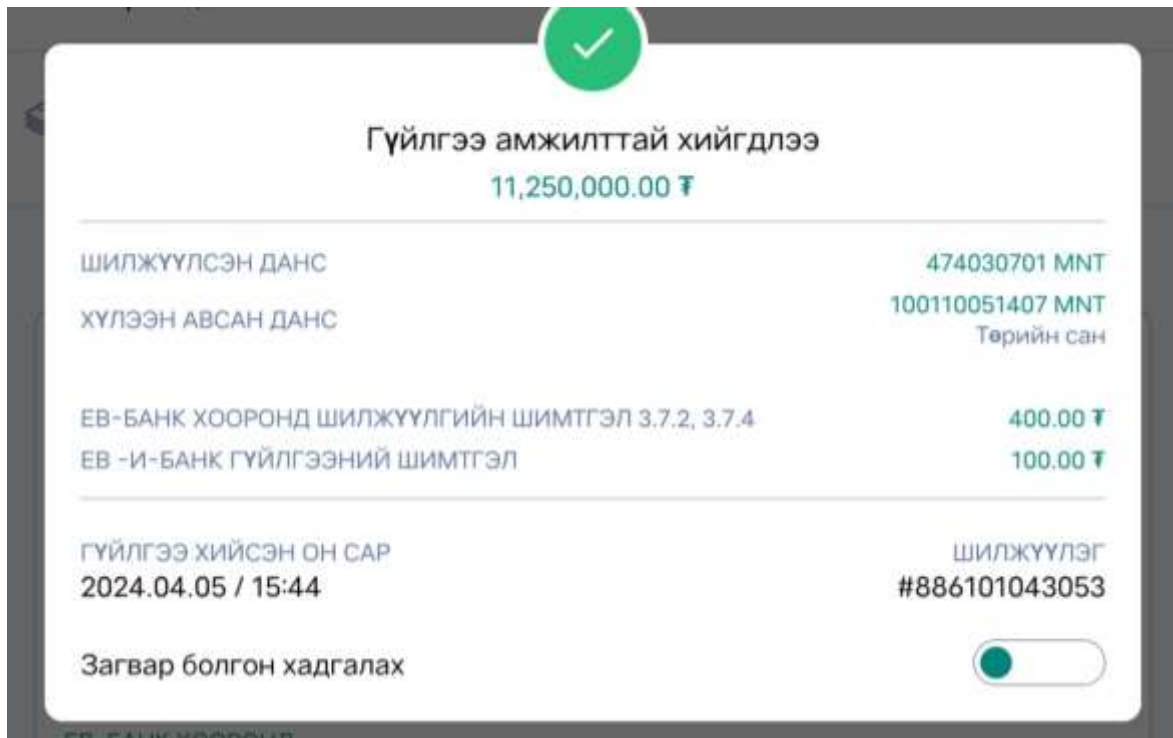 Гүйлгээ амжилттай хийгдлээ
11,250,000.00 ₮
ШИЛЖҮҮЛСЭН ДАНС 474030701 MNT
ХҮЛЭЭН АВСАН ДАНС 100110051407 MNT
Төрийн сан
ЕВ-БАНК ХООРОНД ШИЛЖҮҮЛГИЙН ШИМТГЭЛ 3.7.2, 3.7.4 400.00 ₮
ЕВ -И-БАНК ГҮЙЛГЭЭНИЙ ШИМТГЭЛ 100.00 ₮
ГҮЙЛГЭЭ ХИЙСЭН ОН САР ШИЛЖҮҮЛЭГ
2024.04.05 / 15:44 #886101043053
Загвар болгон хадгалах